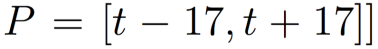 P = [t − 17, t + 17]]